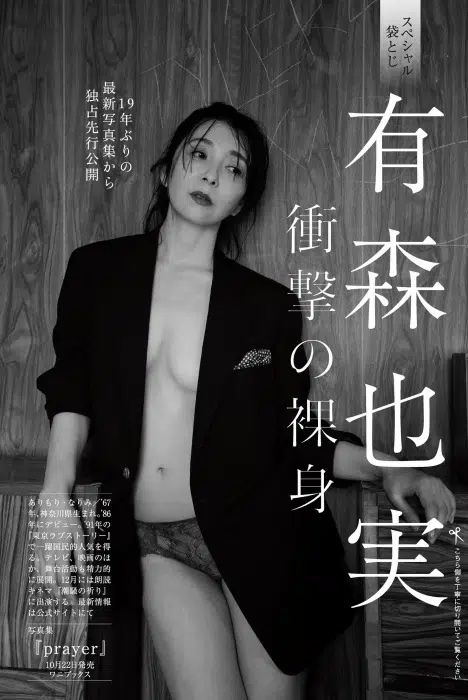 スペシャル
袋とじ
有森也実
衝撃の裸身
19年ぶりの
最新写真集から
独占先行公開
ありもり・なりみ／'67
年、神奈川県生まれ。'86
年にデビュー。'91年の
『東京ラブストーリー』
で一躍国民的人気を得
る。テレビ、映画のほ
か、舞台活動も精力的
に展開。12月には朗読
キネマ『潮騒の祈り』
に出演する。最新情報
は公式サイトにて
写真集
『prayer』
10月22日発売
ワニブックス
こちら側を丁寧に切り開いてご覧ください